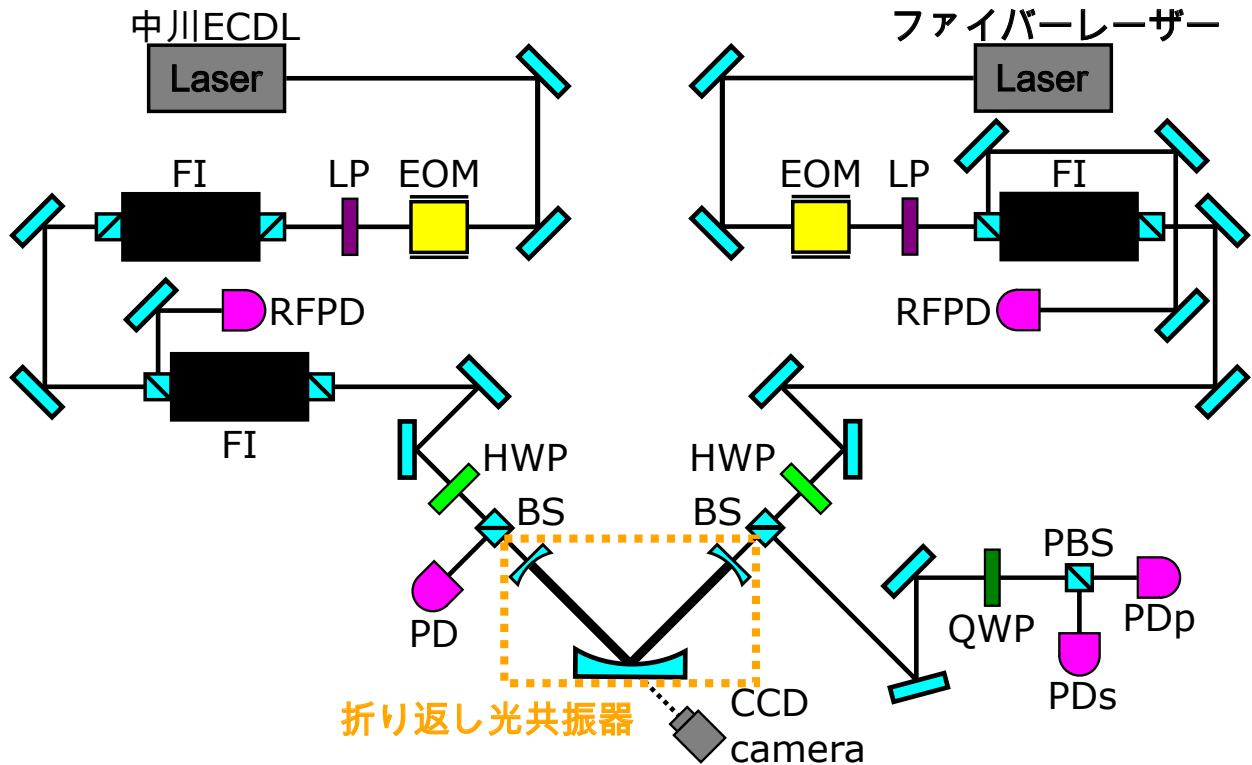 中川ECDL
ファイバーレーザー
Laser
Laser
FI
LP
EOM
EOM
LP
FI
RFPD
RFPD
FI
HWP
HWP
BS
BS
PBS
PD
QWP
PDp
PDs
折り返し光共振器
CCD
camera